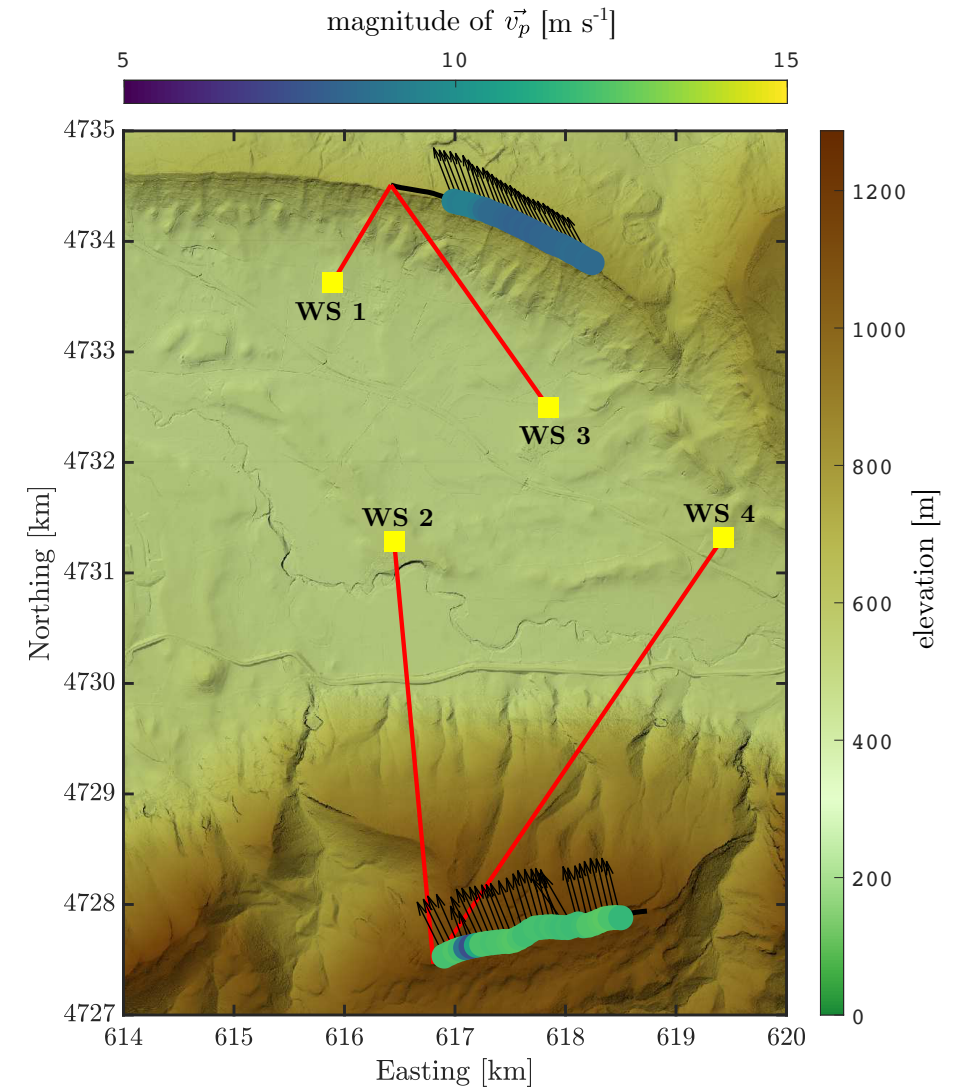 magnitude of v⃗p [m s-1]
5 10 15
4735
4734
4733
4732
4731
4730
4729
4728
4727
Northing [km]
WS 1
WS 3
WS 2
WS 4
614 615 616 617 618 619 620
Easting [km]
1200
1000
800
600
400
200
0
elevation [m]